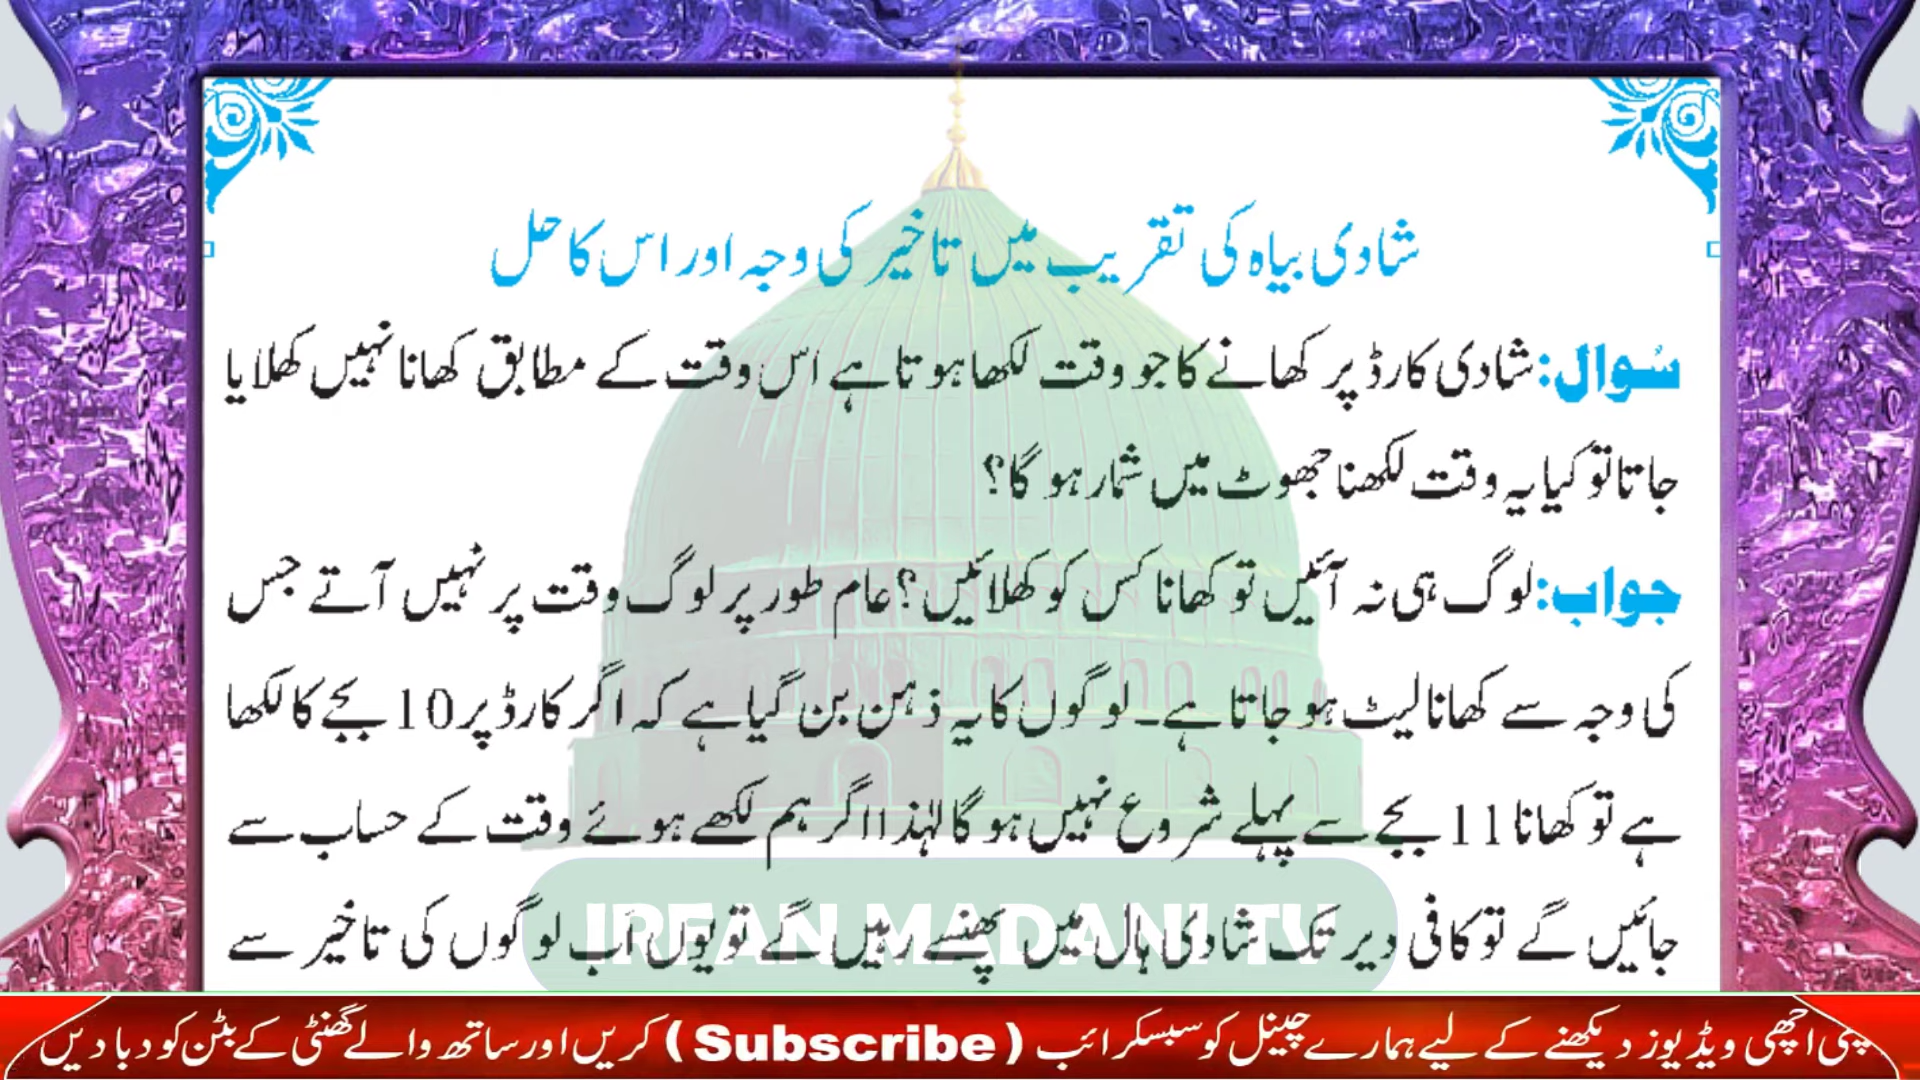 شادی بیاہ کی تقریب میں تاخیر کی وجہ اور اس کا حل
سُوال: شادی کارڈ پر کھانے کا جو وقت لکھا ہوتا ہے اس وقت کے مطابق کھانا نہیں کھلایا
جاتا تو کیا یہ وقت لکھنا جھوٹ میں شمار ہو گا؟
جواب: لوگ ہی نہ آئیں تو کھانا کس کو کھلائیں؟ عام طور پر لوگ وقت پر نہیں آتے جس
کی وجہ سے کھانا لیٹ ہو جاتا ہے۔ لوگوں کا یہ ذہن بن گیا ہے کہ اگر کارڈ پر 10 بجے کا لکھا
ہے تو کھانا 11 بجے سے پہلے شروع نہیں ہو گا لہٰذا اگر ہم لکھے ہوئے وقت کے حساب سے
جائیں گے تو کافی دیر تک شادی ہال میں پھنسے رہیں گے تو یوں اب لوگوں کی تاخیر سے
IRFAN MADANI TV
اچھی ویڈیوز دیکھنے کے لیے ہمارے چینل کو سبسکرائب ( Subscribe ) کریں اور ساتھ والے گھنٹی کے بٹن کو دبا دیں